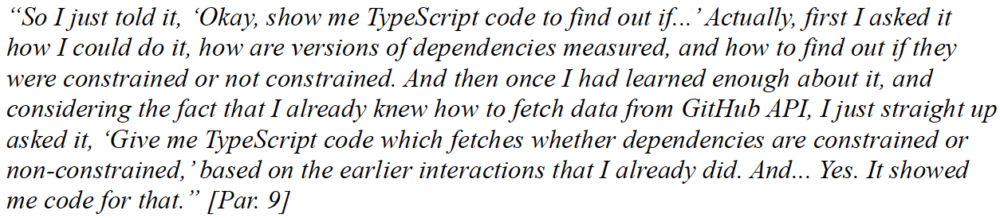 “So I just told it, ‘Okay, show me TypeScript code to find out if...’ Actually, first I asked it
how I could do it, how are versions of dependencies measured, and how to find out if they
were constrained or not constrained. And then once I had learned enough about it, and
considering the fact that I already knew how to fetch data from GitHub API, I just straight up
asked it, ‘Give me TypeScript code which fetches whether dependencies are constrained or
non-constrained,’ based on the earlier interactions that I already did. And... Yes. It showed
me code for that.” [Par. 9]